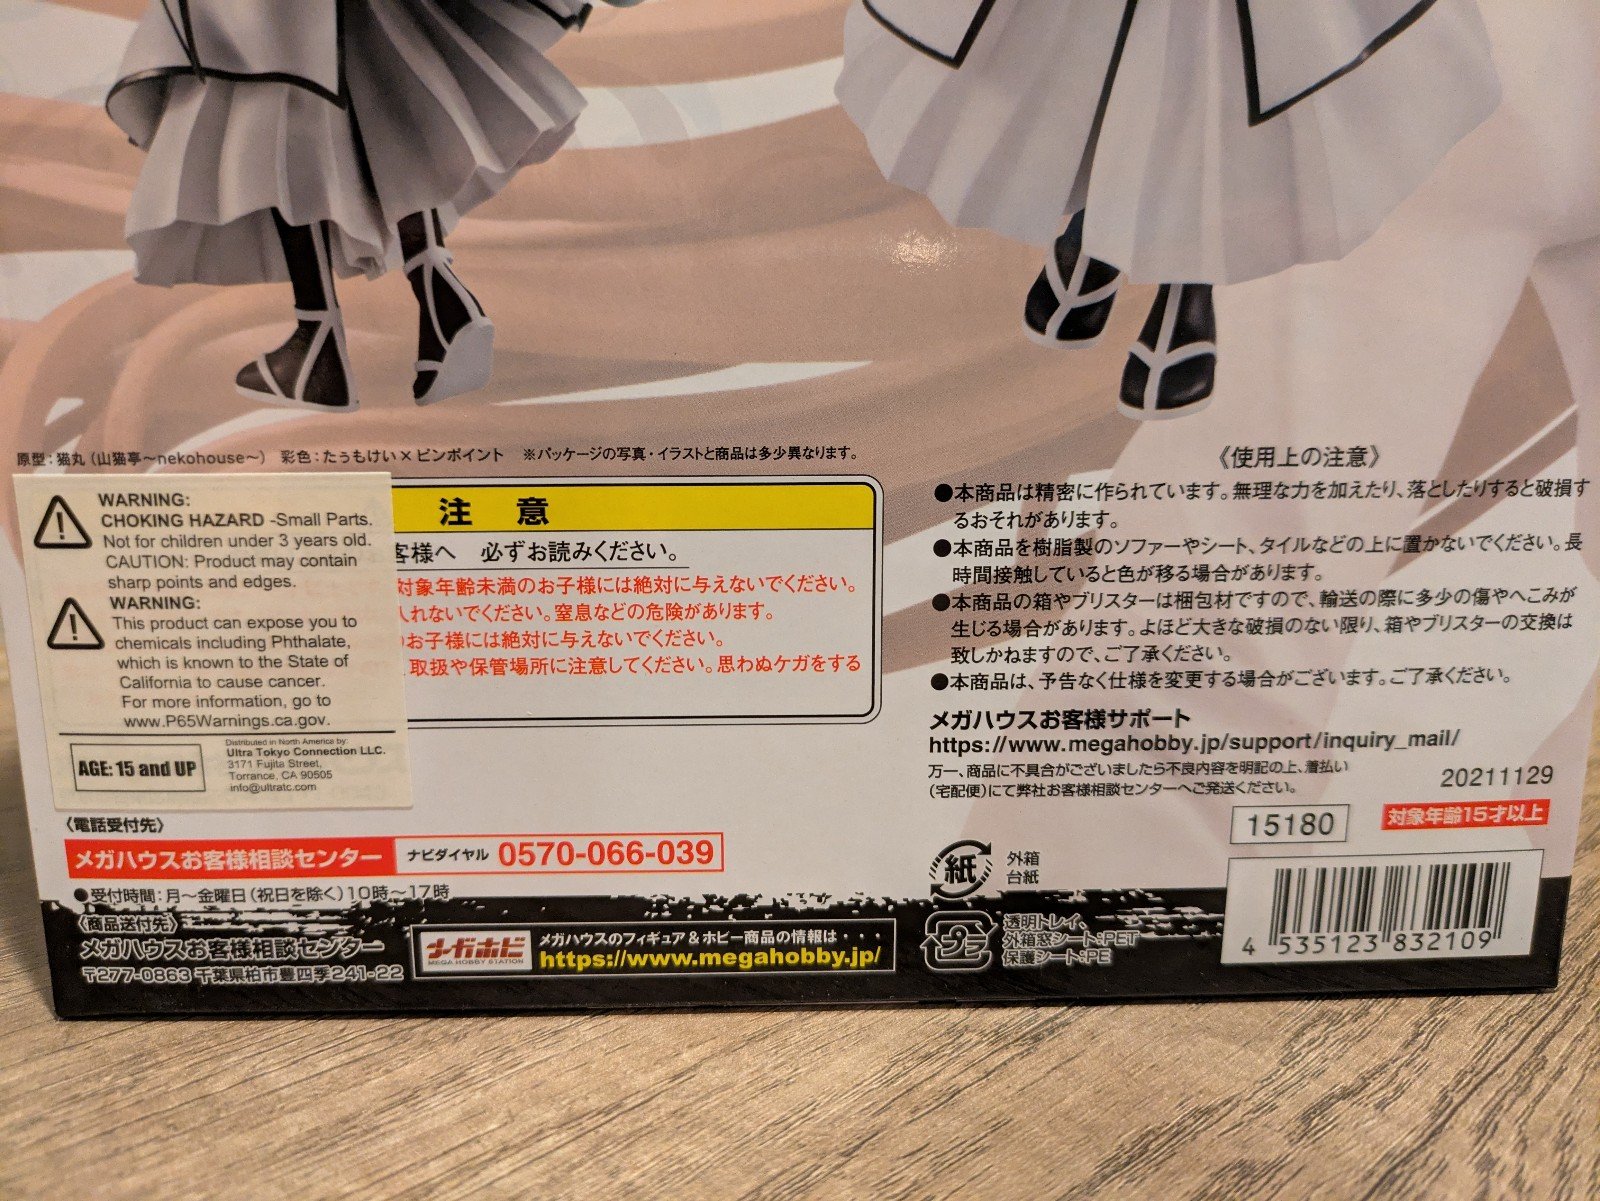 原型：猫丸（山猫亭～nekohouse～） 彩色：たうもけい×ピンポイント ※パッケージの写真・イラストと商品は多少異なります。
WARNING:
CHOKING HAZARD -Small Parts.
Not for children under 3 years old.
CAUTION: Product may contain
sharp points and edges.
WARNING:
This product can expose you to
chemicals including Phthalate,
which is known to the State of
California to cause cancer.
For more information, go to
www.P65Warnings.ca.gov.
AGE: 15 and UP
Distributed in North America by:
Ultra Tokyo Connection LLC.
3171 Fujita Street,
Torrance, CA 90505
info@ultratc.com
注 意
客様へ 必ずお読みください。
対象年齢未満のお子様には絶対に与えないでください。
入れないでください。窒息などの危険があります。
お子様には絶対に与えないでください。
取扱や保管場所に注意してください。思わぬケガをする
〈電話受付先〉
メガハウスお客様相談センター ナビダイヤル 0570-066-039
●受付時間：月～金曜日（祝日を除く）10時～17時
〈商品送付先〉
メガハウスお客様相談センター
〒277-0863 千葉県柏市豊四季241-22
メガホビ
MEGA HOBBY STATION
メガハウスのフィギュア＆ホビー商品の情報は・・・
https://www.megahobby.jp/
《使用上の注意》
●本商品は精密に作られています。無理な力を加えたり、落としたりすると破損す
るおそれがあります。
●本商品を樹脂製のソファーやシート、タイルなどの上に置かないでください。長
時間接触していると色が移る場合があります。
●本商品の箱やブリスターは梱包材ですので、輸送の際に多少の傷やへこみが
生じる場合があります。よほど大きな破損のない限り、箱やブリスターの交換は
致しかねますので、ご了承ください。
●本商品は、予告なく仕様を変更する場合がございます。ご了承ください。
メガハウスお客様サポート
https://www.megahobby.jp/support/inquiry_mail/
万一、商品に不具合がございましたら不良内容を明記の上、着払い
（宅配便）にて弊社お客様相談センターへご発送ください。
20211129
15180
対象年齢15才以上
紙
外箱
台紙
プラ
透明トレイ、
外箱窓シート：PET
保護シート：PE
4 535123 832109